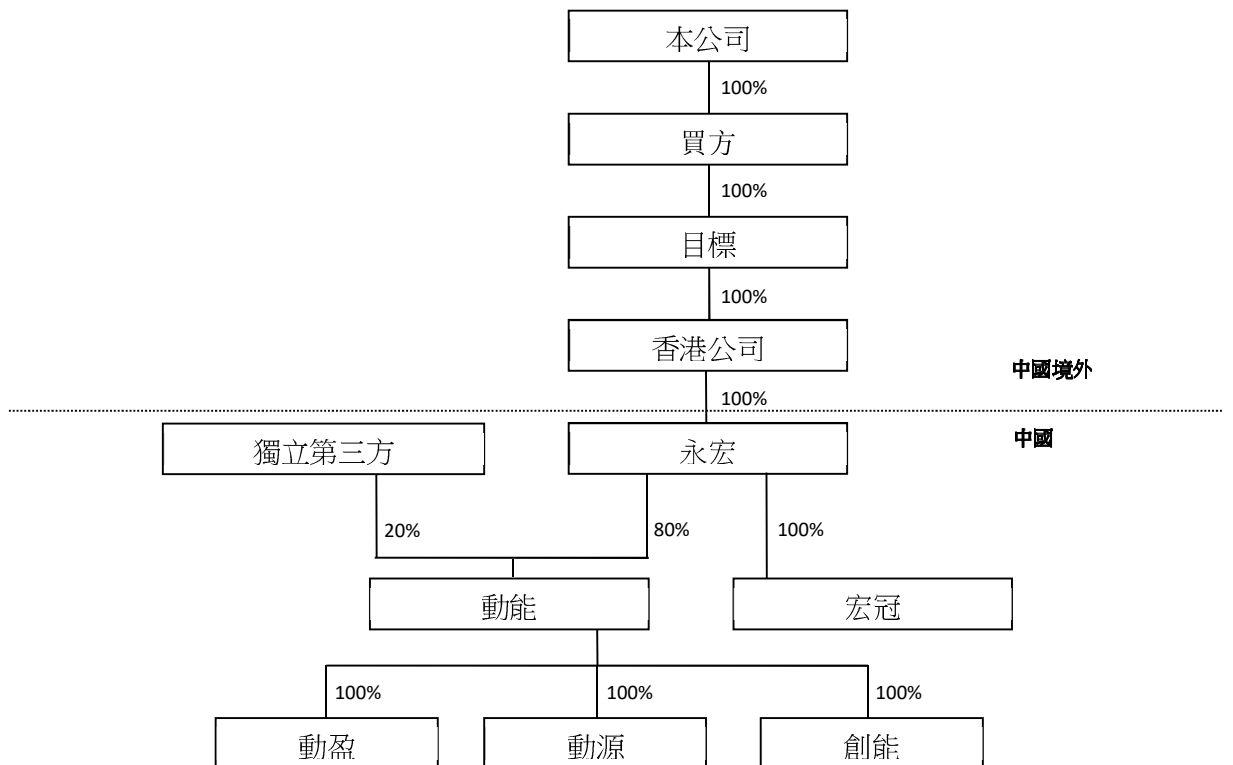 本公司
100%
買方
100%
目標
100%
香港公司
中國境外
100%
中國
獨立第三方
永宏
20%
80%
100%
動能
宏冠
100%
100%
100%
動盈
動源
創能